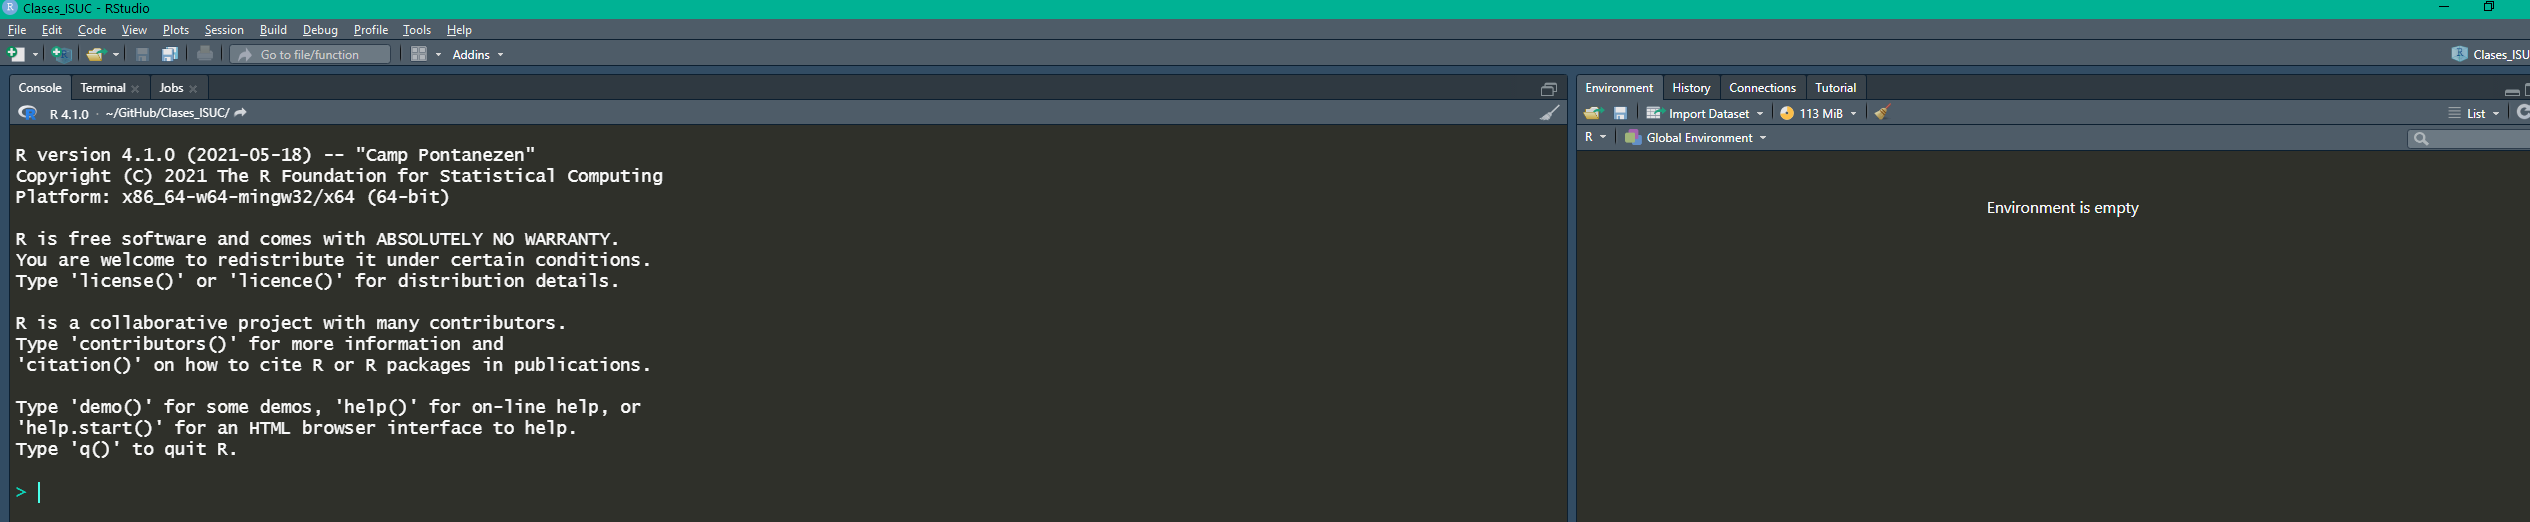 Clases_ISUC - RStudio
File Edit Code View Plots Session Build Debug Profile Tools Help
Go to file/function Addins Clases_ISU
Console Terminal Jobs
R 4.1.0 · ~/GitHub/Clases_ISUC/
R version 4.1.0 (2021-05-18) -- "Camp Pontanezen"
Copyright (C) 2021 The R Foundation for Statistical Computing
Platform: x86_64-w64-mingw32/x64 (64-bit)
R is free software and comes with ABSOLUTELY NO WARRANTY.
You are welcome to redistribute it under certain conditions.
Type 'license()' or 'licence()' for distribution details.
R is a collaborative project with many contributors.
Type 'contributors()' for more information and
'citation()' on how to cite R or R packages in publications.
Type 'demo()' for some demos, 'help()' for on-line help, or
'help.start()' for an HTML browser interface to help.
Type 'q()' to quit R.
>
Environment History Connections Tutorial
Import Dataset 113 MiB List
R Global Environment
Environment is empty